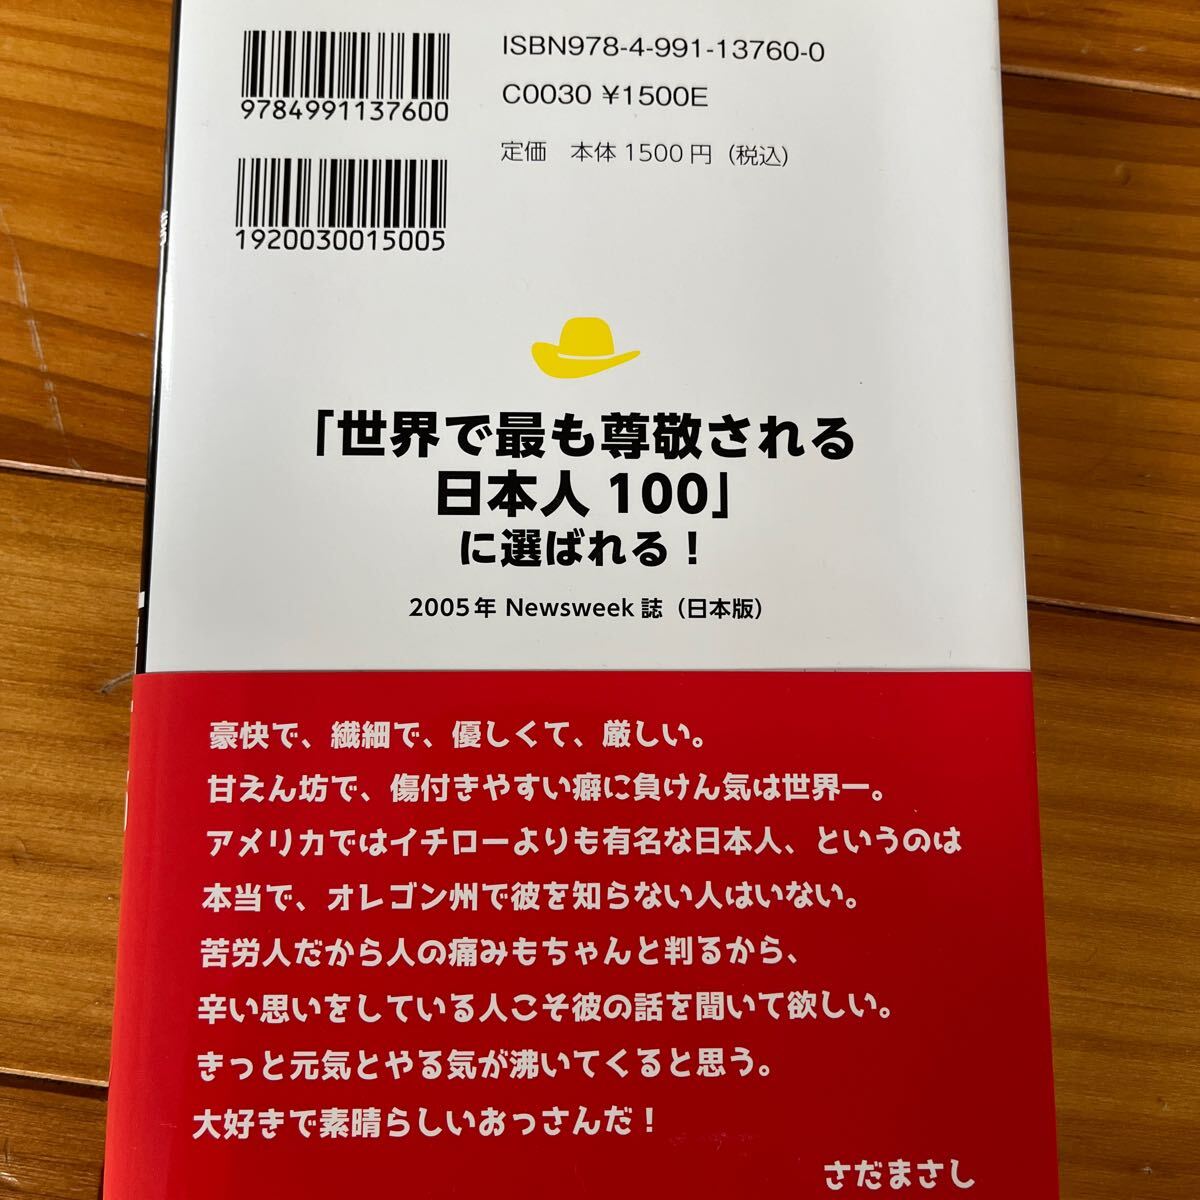 ISBN978-4-991-13760-0
C0030 ¥1500E
定価 本体1500円(税込)
9784991137600
1920030015005
「世界で最も尊敬される
日本人100」
に選ばれる!
2005年 Newsweek 誌(日本版)
豪快で、繊細で、優しくて、厳しい。
甘えん坊で、傷付きやすい癖に負けん気は世界一。
アメリカではイチローよりも有名な日本人、というのは
本当で、オレゴン州で彼を知らない人はいない。
苦労人だから人の痛みもちゃんと判るから、
辛い思いをしている人こそ彼の話を聞いて欲しい。
きっと元気とやる気が沸いてくると思う。
大好きで素晴らしいおっさんだ!
さだまさし